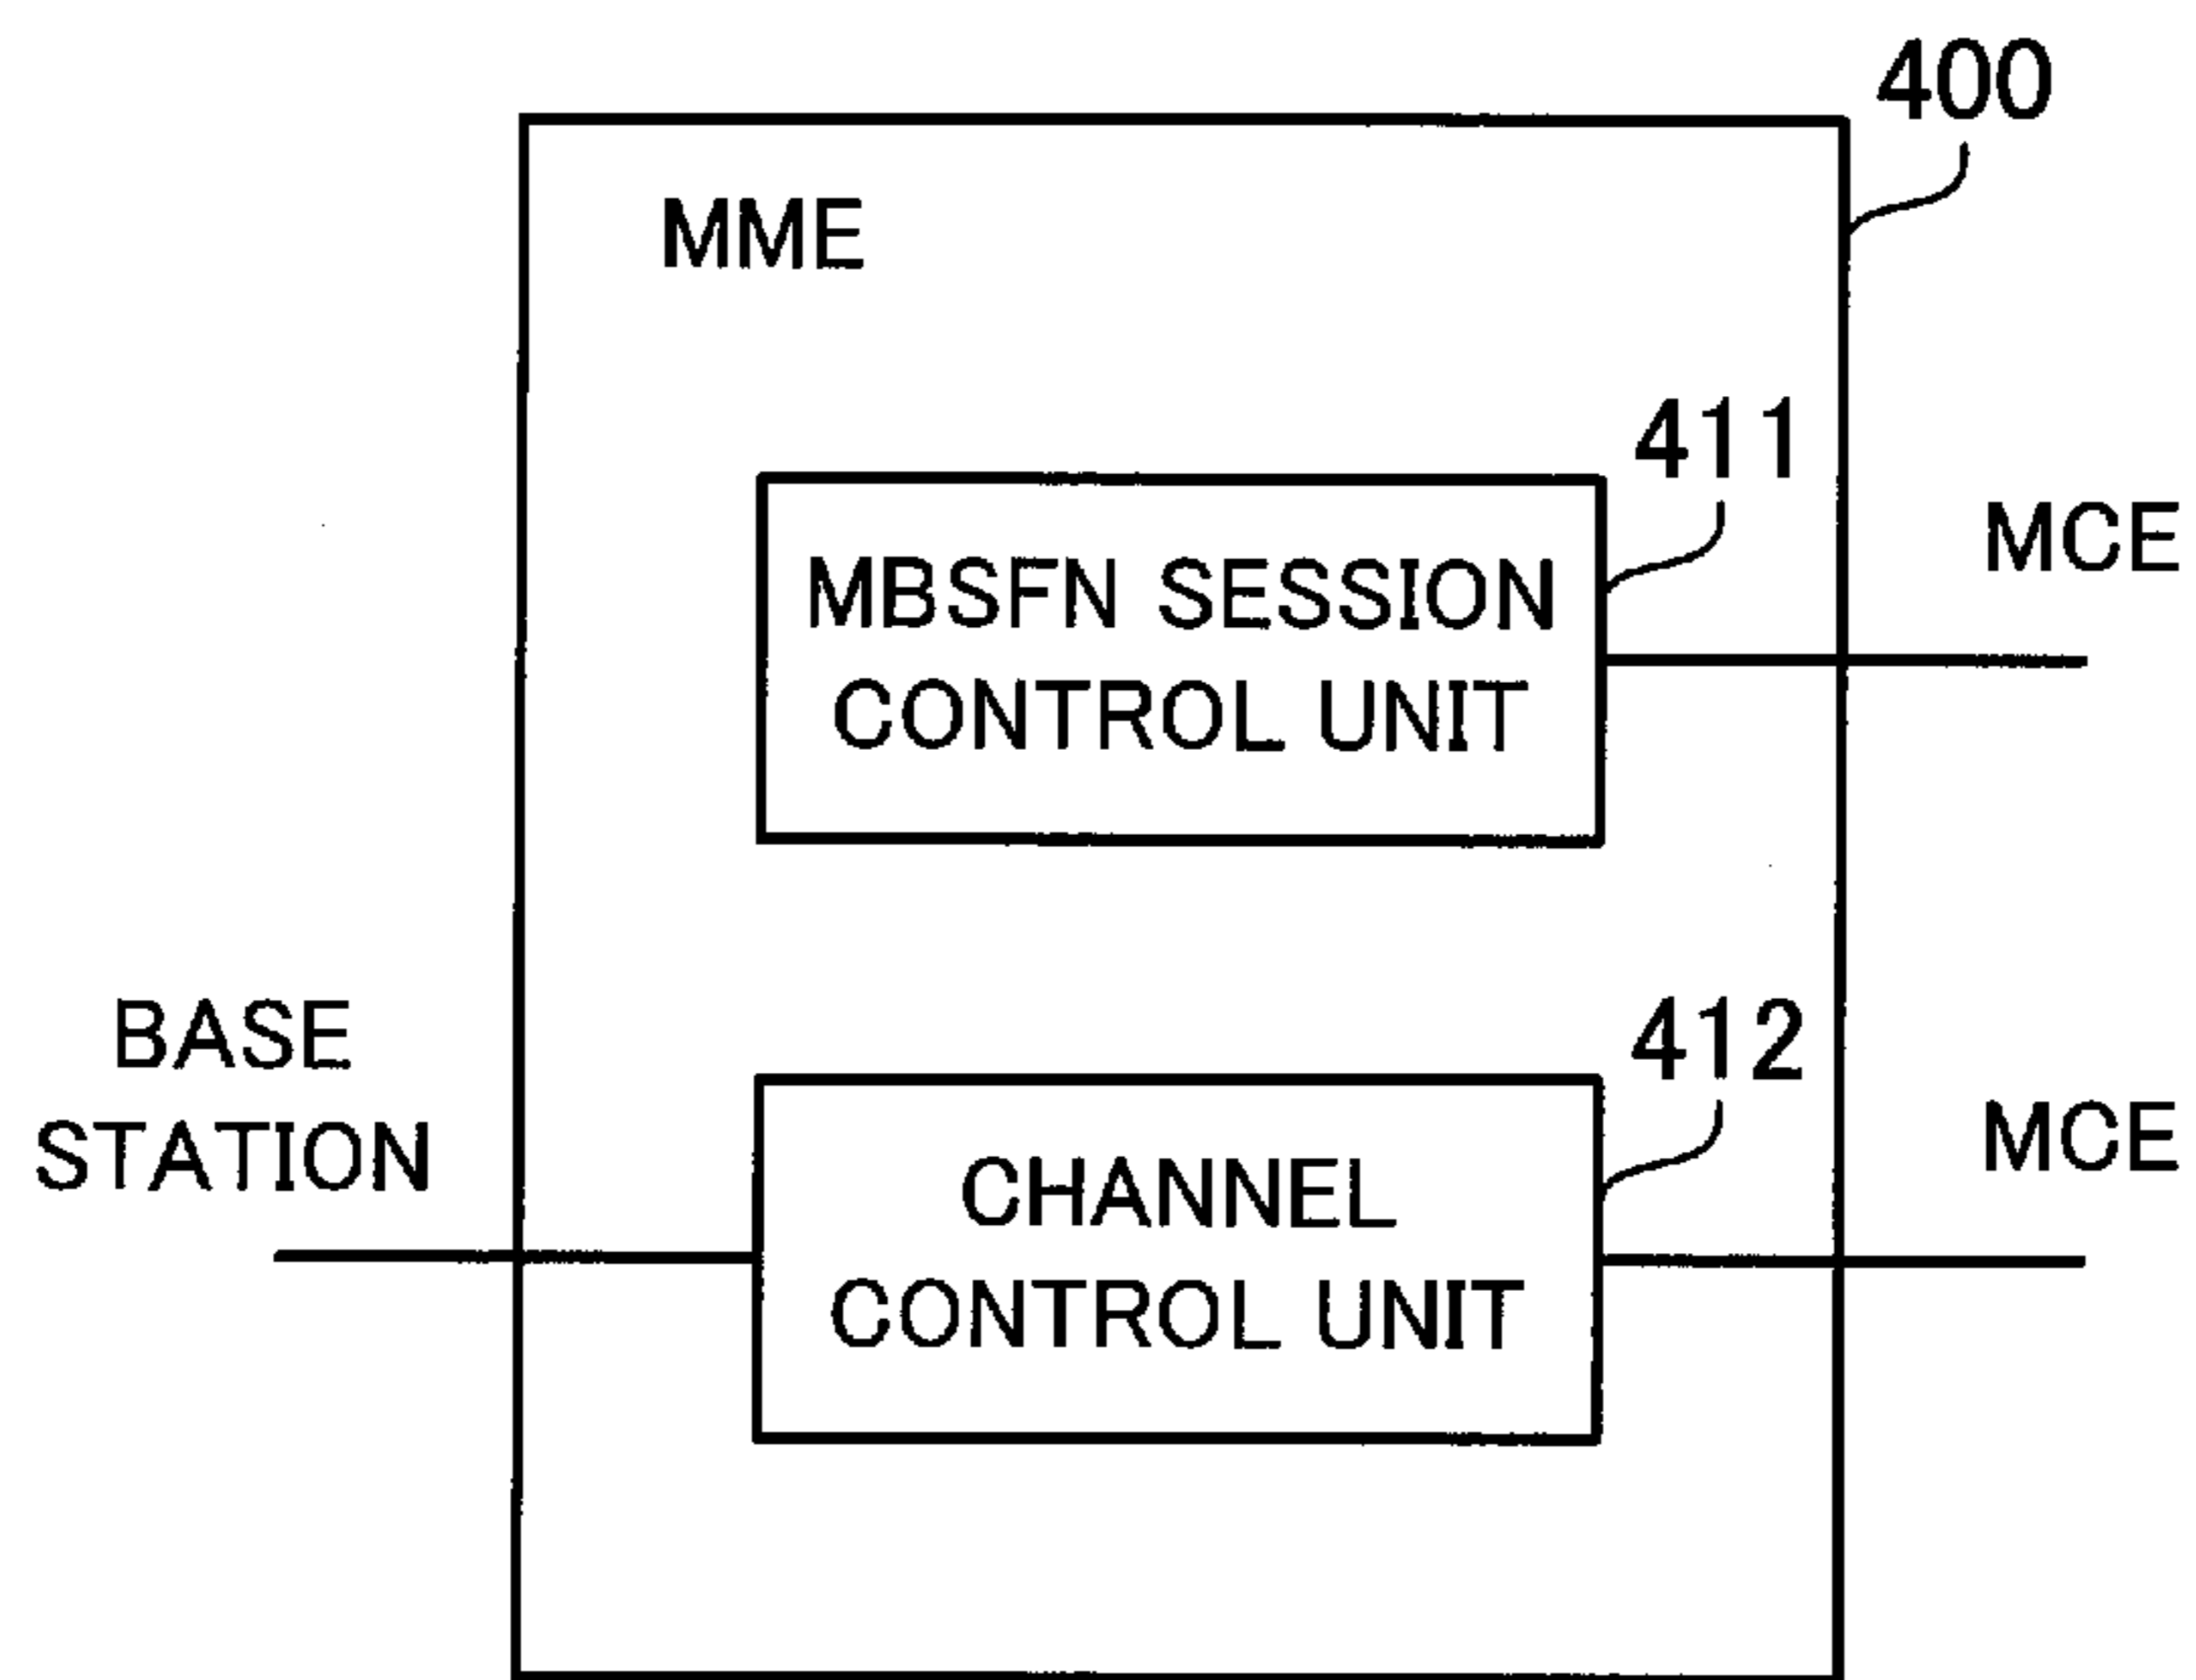 400
MME
411
MCE
MBSFN SESSION
CONTROL UNIT
412
BASE
STATION
MCE
CHANNEL
CONTROL UNIT